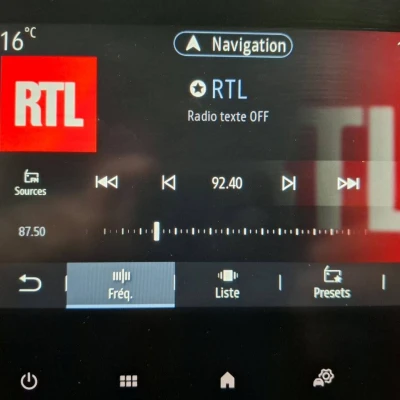 16°C
Navigation
RTL
RTL
Radio texte OFF
Sources
92.40
87.50
Fréq.
Liste
Presets